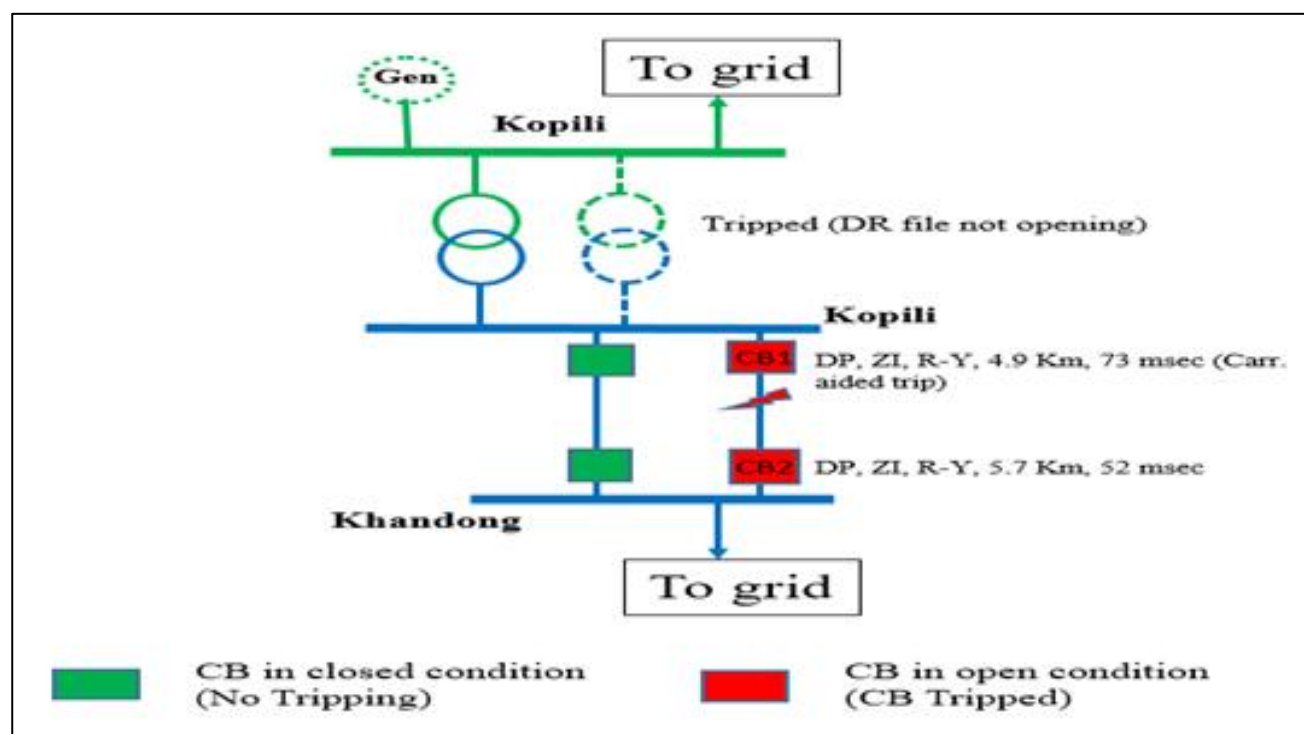 Gen
To grid
Kopili
Tripped (DR file not opening)
Kopili
CB1
DP, ZI, R-Y, 4.9 Km, 73 msec (Carr.
aided trip)
CB2
DP, ZI, R-Y, 5.7 Km, 52 msec
Khandong
To grid
CB in closed condition
(No Tripping)
CB in open condition
(CB Tripped)